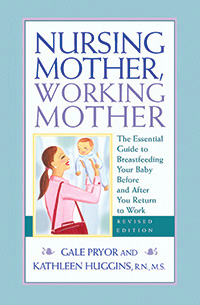 NURSING
MOTHER,
WORKING
MOTHER
The Essential
Guide to
Breastfeeding
Your Baby
Before
and After
You Return
to Work
REVISED
EDITION
GALE PRYOR AND
KATHLEEN HUGGINS, RN, M.S.